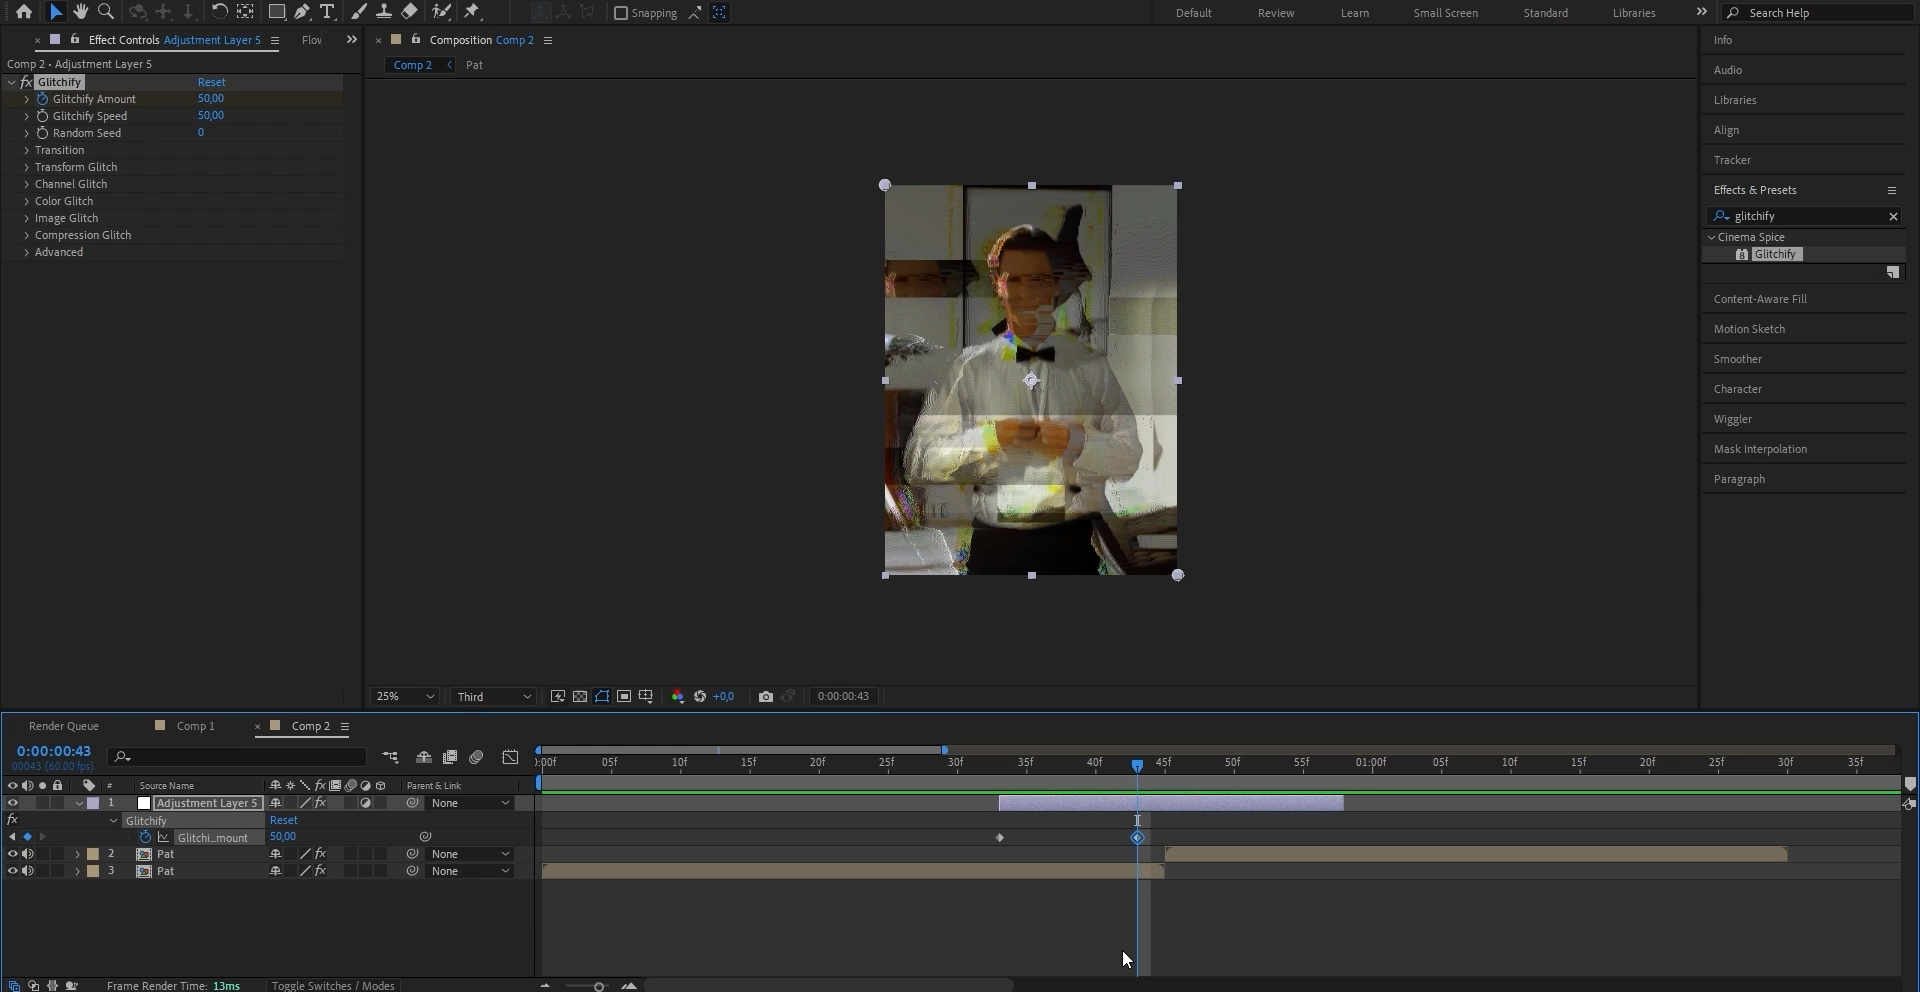 Snapping
Default
Review
Learn
Small Screen
Standard
Libraries
Search Help
Effect Controls Adjustment Layer 5
Flov
Composition Comp 2
Info
Comp 2 • Adjustment Layer 5
Comp 2
Pat
Audio
fx Glitchify
Reset
Glitchify Amount
50,00
Libraries
Glitchify Speed
50,00
Random Seed
0
Align
Transition
Tracker
Transform Glitch
Channel Glitch
Effects & Presets
Color Glitch
glitchify
Image Glitch
Compression Glitch
Cinema Spice
Advanced
Glitchify
Content-Aware Fill
Motion Sketch
Smoother
Character
Wiggler
Mask Interpolation
Paragraph
25%
Third
+0,0
0:00:00:43
Render Queue
Comp 1
Comp 2
0:00:00:43
00043 (60.00 fps)
):00f 05f 10f 15f 20f 25f 30f 35f 40f 45f 50f 55f 01:00f 05f 10f 15f 20f 25f 30f 35f
# Source Name fx Parent & Link
1 Adjustment Layer 5 None
fx Glitchify Reset
Glitchi...mount 50,00
2 Pat fx None
3 Pat fx None
Frame Render Time: 13ms
Toggle Switches / Modes